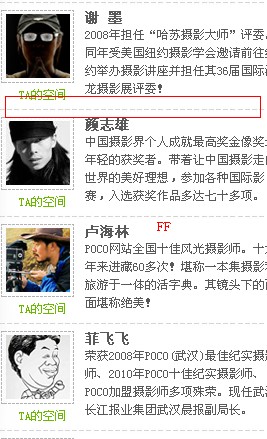 谢 墨
2008年担任“哈苏摄影大师”评委
同年受美国纽约摄影学会邀请前往
约举办摄影讲座并担任其36届国际
龙摄影展评委！
TA的空间
颜志雄
中国摄影界个人成就最高奖金像奖
年轻的获奖者。带着让中国摄影走
世界的美好理想，参加各种国际影
赛，入选获奖作品多达七十多项。
TA的空间
卢海林
FF
POCO网站全国十佳风光摄影师。十
年来进藏60多次！堪称一本集摄影
旅游于一体的活字典。其镜头下的
面堪称绝美！
TA的空间
菲飞飞
荣获2008年POCO(武汉)最佳纪实摄
师、2010年POCO十佳纪实摄影师、
POCO加盟摄影师多项殊荣。现任武
长江报业集团武汉晨报副局长。
TA的空间